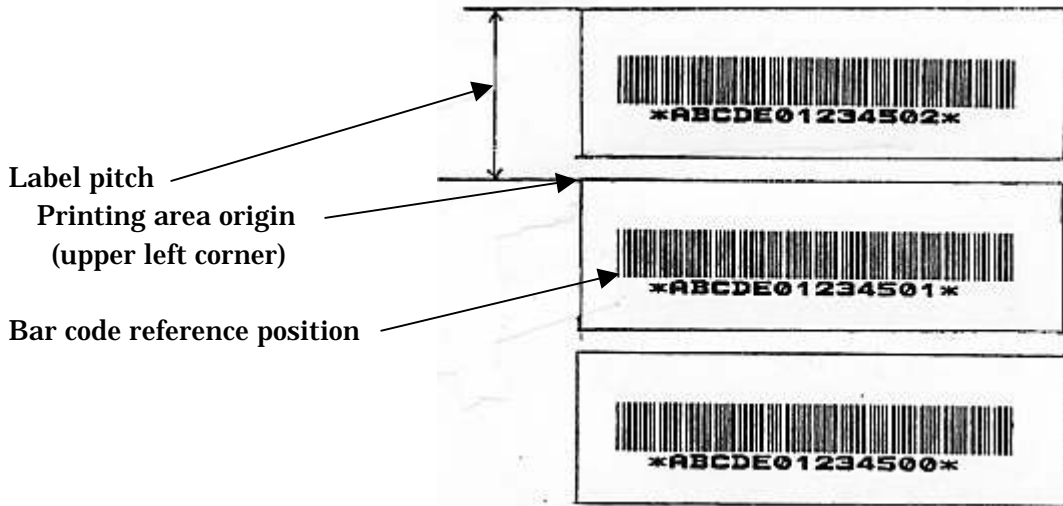 *ABCDE01234502*
Label pitch
Printing area origin
(upper left corner)
*ABCDE01234501*
Bar code reference position
*ABCDE01234500*